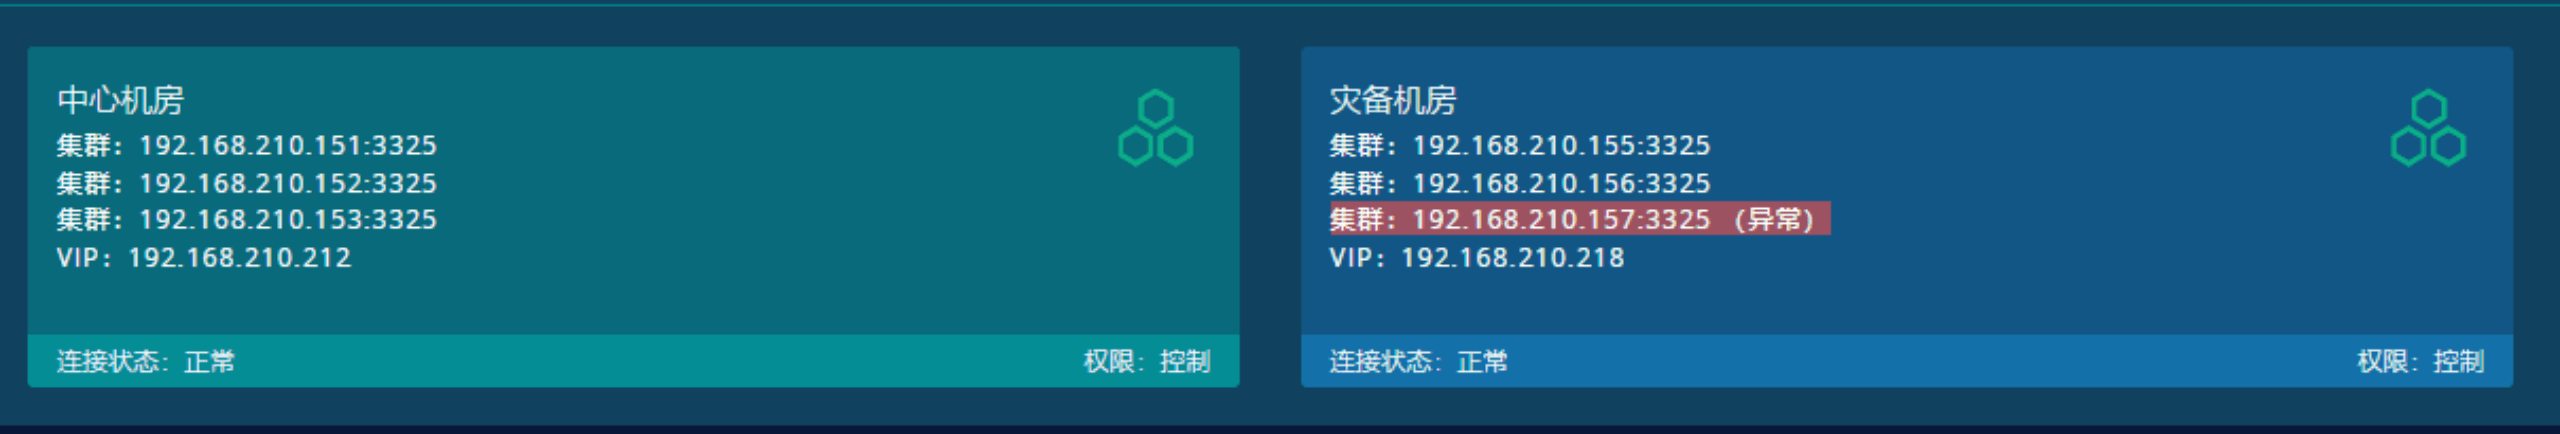 中心机房
集群：192.168.210.151:3325
集群：192.168.210.152:3325
集群：192.168.210.153:3325
VIP：192.168.210.212
连接状态：正常
权限：控制
灾备机房
集群：192.168.210.155:3325
集群：192.168.210.156:3325
集群：192.168.210.157:3325 （异常）
VIP：192.168.210.218
连接状态：正常
权限：控制